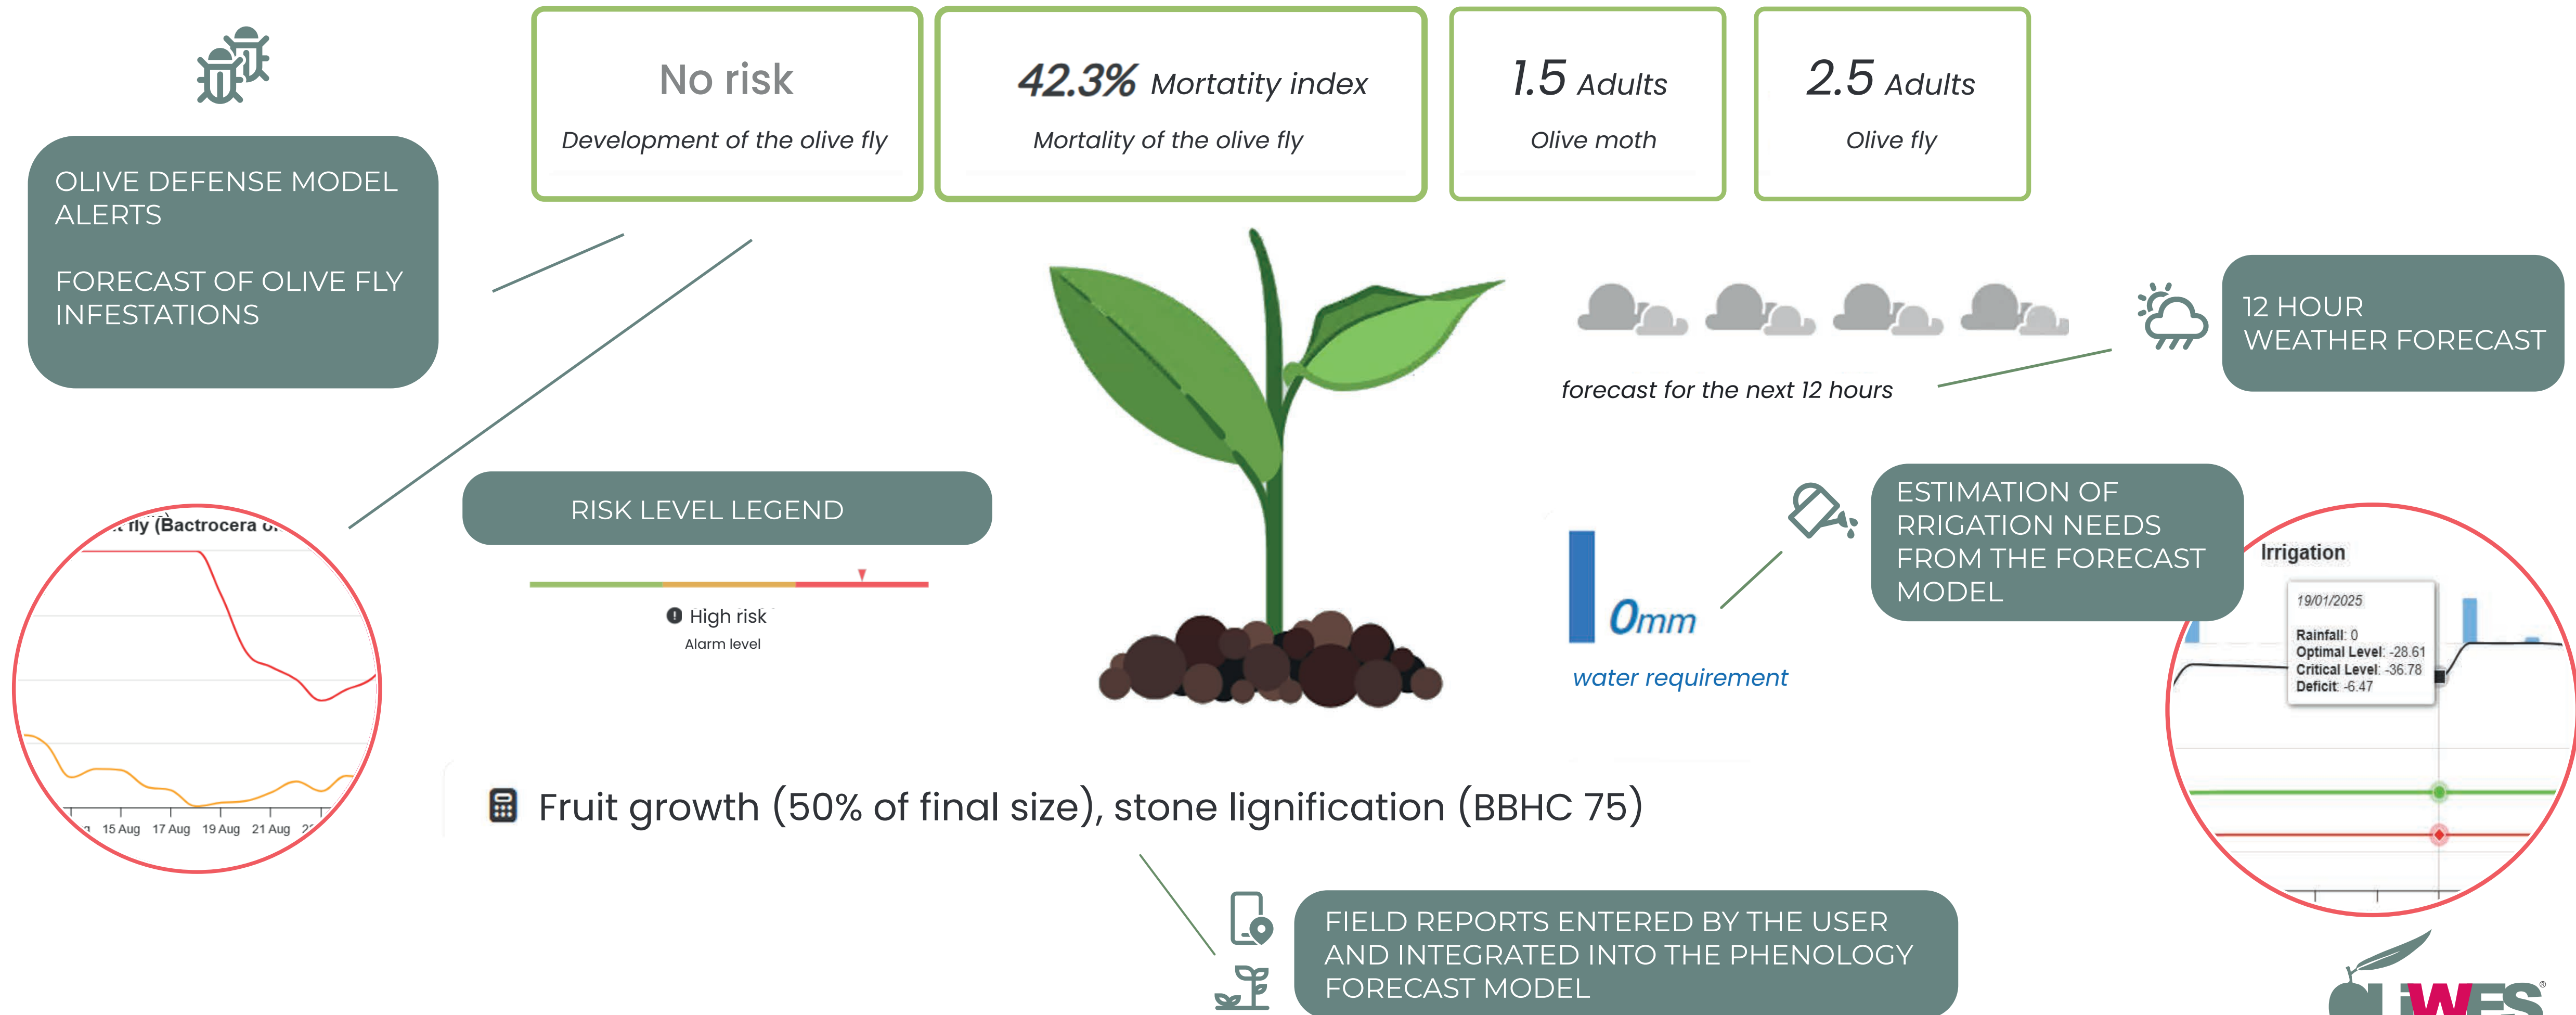 No risk
Development of the olive fly
42.3% Mortatity index
Mortality of the olive fly
1.5 Adults
Olive moth
2.5 Adults
Olive fly
OLIVE DEFENSE MODEL
ALERTS
FORECAST OF OLIVE FLY
INFESTATIONS
forecast for the next 12 hours
12 HOUR
WEATHER FORECAST
RISK LEVEL LEGEND
High risk
Alarm level
0mm
water requirement
ESTIMATION OF
RRIGATION NEEDS
FROM THE FORECAST
MODEL
fly (Bactrocera
15 Aug 17 Aug 19 Aug 21 Aug
Irrigation
19/01/2025
Rainfall: 0
Optimal Level: -28.61
Critical Level: -36.78
Deficit: -6.47
Fruit growth (50% of final size), stone lignification (BBHC 75)
FIELD REPORTS ENTERED BY THE USER
AND INTEGRATED INTO THE PHENOLOGY
FORECAST MODEL